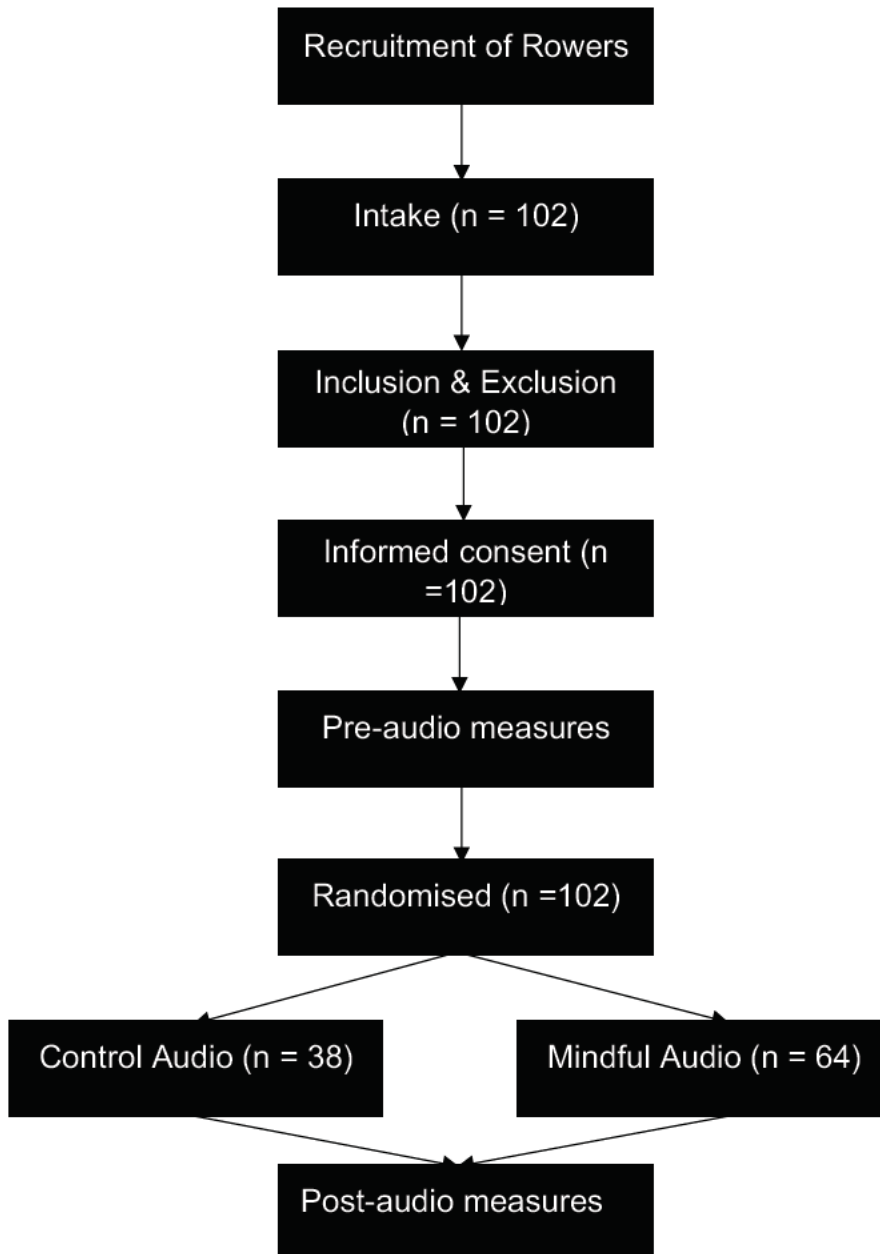 Recruitment of Rowers
Intake (n = 102)
Inclusion & Exclusion
(n = 102)
Informed consent (n
=102)
Pre-audio measures
Randomised (n =102)
Control Audio (n = 38)
Mindful Audio (n = 64)
Post-audio measures